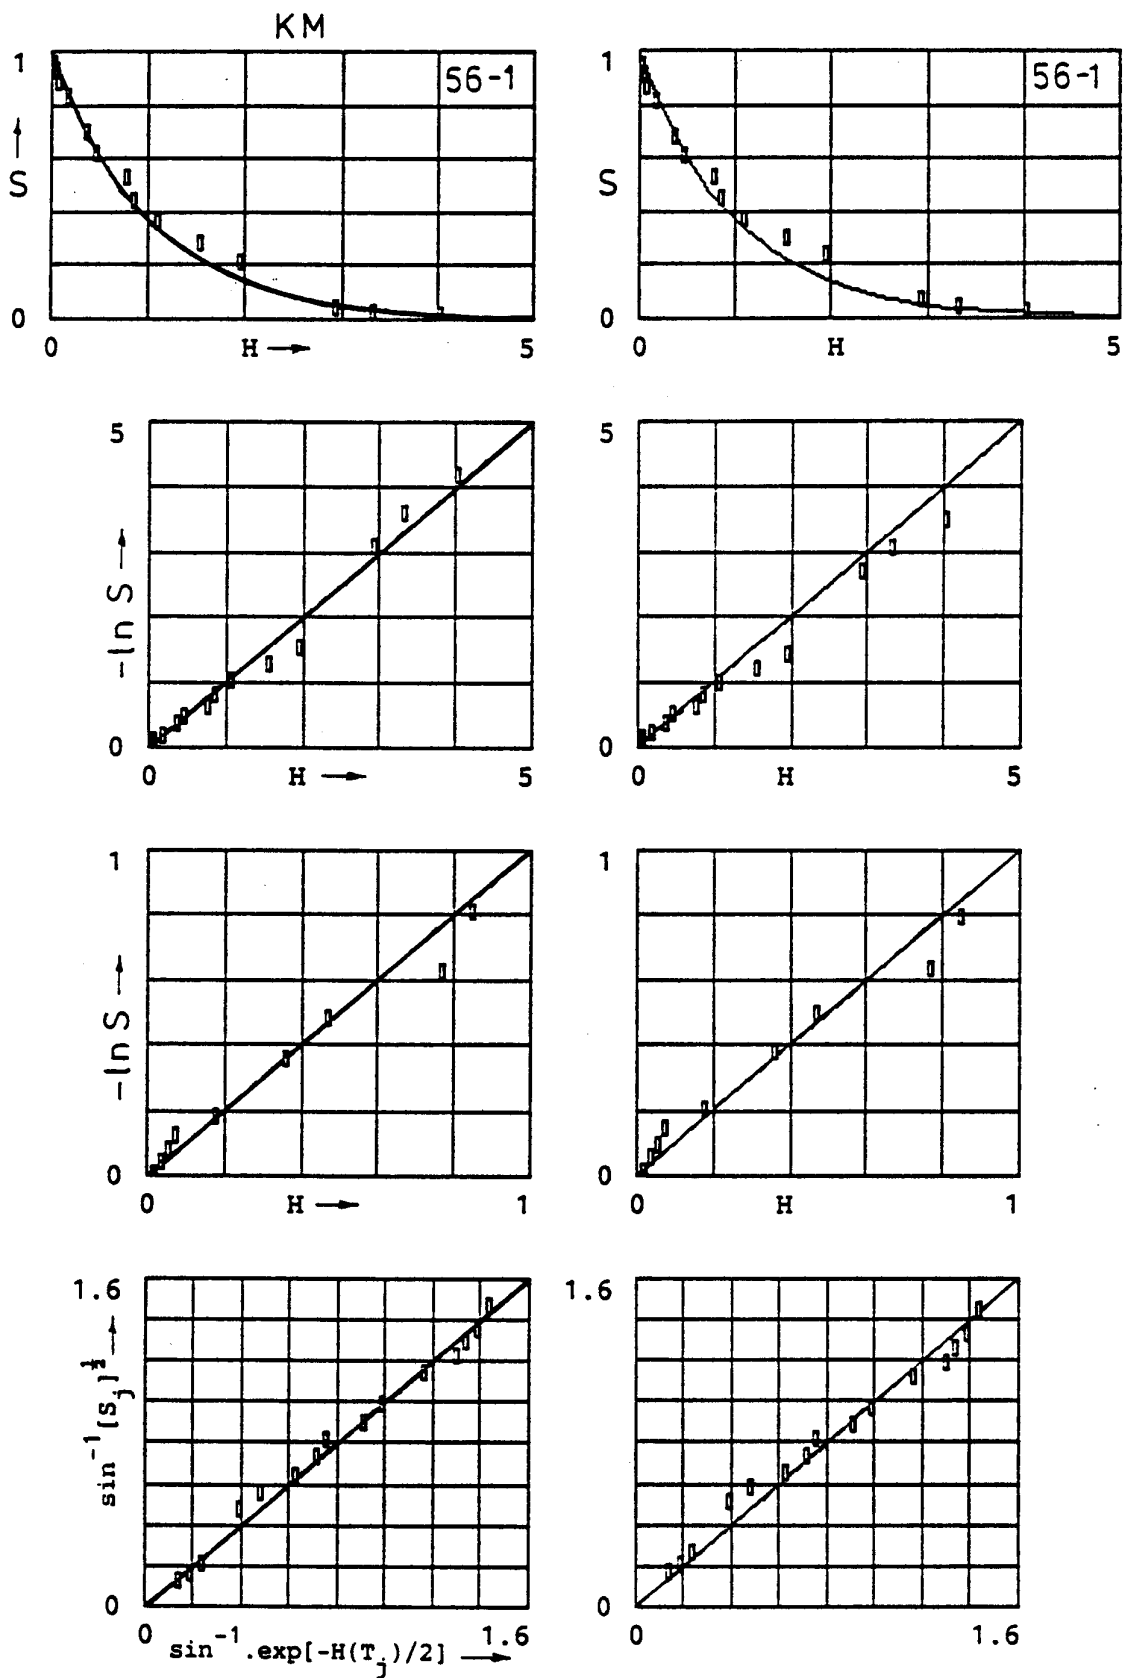 KM
1 56-1 1 56-1
S → S
0 0
0 H → 5 0 H 5
5 5
-ln S →
0 0
0 H → 5 0 H 5
1 1
-ln S →
0 0
0 H → 1 0 H 1
1.6 1.6
sin⁻¹[Sⱼ]^½ →
0 0
0 sin⁻¹.exp[-H(Tⱼ)/2] → 1.6 0 1.6